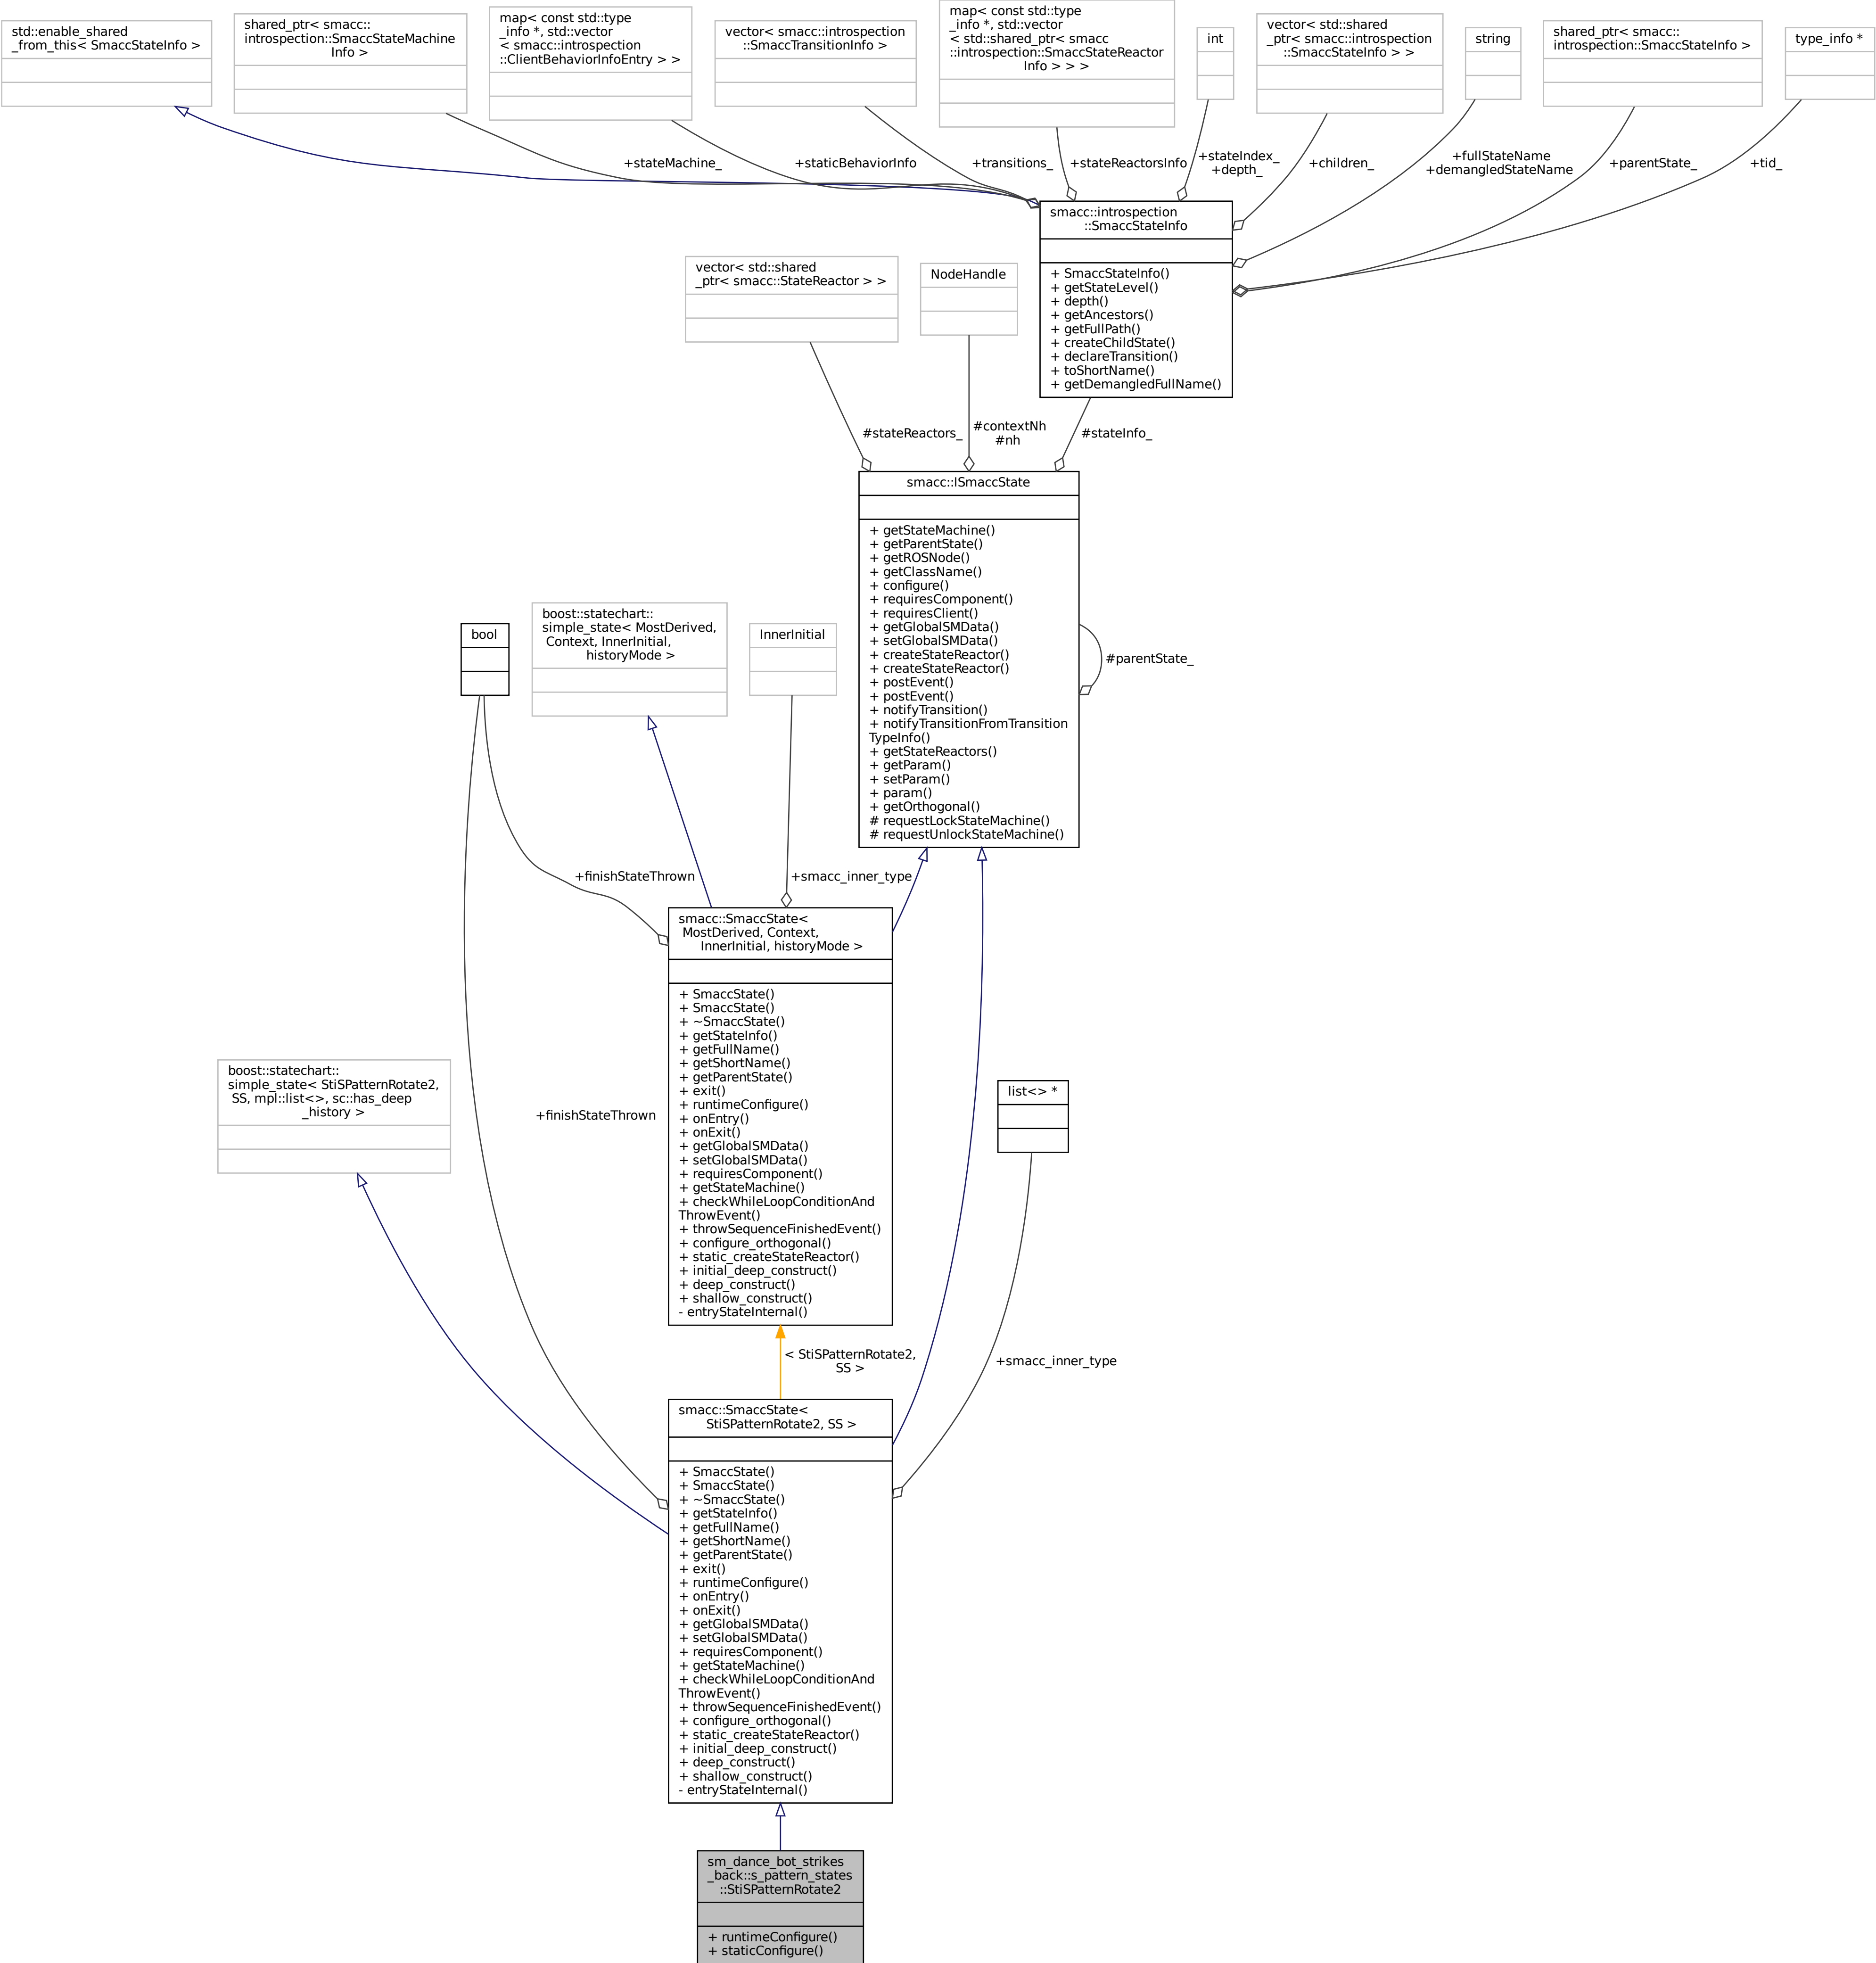 std::enable_shared
_from_this< SmaccStateInfo >
shared_ptr< smacc::
introspection::SmaccStateMachine
Info >
map< const std::type
_info *, std::vector
< smacc::introspection
::ClientBehaviorInfoEntry > >
vector< smacc::introspection
::SmaccTransitionInfo >
map< const std::type
_info *, std::vector
< std::shared_ptr< smacc
::introspection::SmaccStateReactor
Info > > >
int
vector< std::shared
_ptr< smacc::introspection
::SmaccStateInfo > >
string
shared_ptr< smacc::
introspection::SmaccStateInfo >
type_info *
+stateMachine_
+staticBehaviorInfo
+transitions_
+stateReactorsInfo
+stateIndex_
+depth_
+children_
+fullStateName
+demangledStateName
+parentState_
+tid_
smacc::introspection
::SmaccStateInfo
+ SmaccStateInfo()
+ getStateLevel()
+ depth()
+ getAncestors()
+ getFullPath()
+ createChildState()
+ declareTransition()
+ toShortName()
+ getDemangledFullName()
vector< std::shared
_ptr< smacc::StateReactor > >
NodeHandle
#stateReactors_
#contextNh
#nh
#stateInfo_
smacc::ISmaccState
+ getStateMachine()
+ getParentState()
+ getROSNode()
+ getClassName()
+ configure()
+ requiresComponent()
+ requiresClient()
+ getGlobalSMData()
+ setGlobalSMData()
+ createStateReactor()
+ createStateReactor()
+ postEvent()
+ postEvent()
+ notifyTransition()
+ notifyTransitionFromTransition
TypeInfo()
+ getStateReactors()
+ getParam()
+ setParam()
+ param()
+ getOrthogonal()
# requestLockStateMachine()
# requestUnlockStateMachine()
#parentState_
bool
boost::statechart::
simple_state< MostDerived,
Context, InnerInitial,
historyMode >
InnerInitial
+finishStateThrown
+smacc_inner_type
smacc::SmaccState<
MostDerived, Context,
InnerInitial, historyMode >
+ SmaccState()
+ SmaccState()
+ ~SmaccState()
+ getStateInfo()
+ getFullName()
+ getShortName()
+ getParentState()
+ exit()
+ runtimeConfigure()
+ onEntry()
+ onExit()
+ getGlobalSMData()
+ setGlobalSMData()
+ requiresComponent()
+ getStateMachine()
+ checkWhileLoopConditionAnd
ThrowEvent()
+ throwSequenceFinishedEvent()
+ configure_orthogonal()
+ static_createStateReactor()
+ initial_deep_construct()
+ deep_construct()
+ shallow_construct()
- entryStateInternal()
boost::statechart::
simple_state< StiSPatternRotate2,
SS, mpl::list<>, sc::has_deep
_history >
+finishStateThrown
list<> *
< StiSPatternRotate2,
SS >
+smacc_inner_type
smacc::SmaccState<
StiSPatternRotate2, SS >
+ SmaccState()
+ SmaccState()
+ ~SmaccState()
+ getStateInfo()
+ getFullName()
+ getShortName()
+ getParentState()
+ exit()
+ runtimeConfigure()
+ onEntry()
+ onExit()
+ getGlobalSMData()
+ setGlobalSMData()
+ requiresComponent()
+ getStateMachine()
+ checkWhileLoopConditionAnd
ThrowEvent()
+ throwSequenceFinishedEvent()
+ configure_orthogonal()
+ static_createStateReactor()
+ initial_deep_construct()
+ deep_construct()
+ shallow_construct()
- entryStateInternal()
sm_dance_bot_strikes
_back::s_pattern_states
::StiSPatternRotate2
+ runtimeConfigure()
+ staticConfigure()